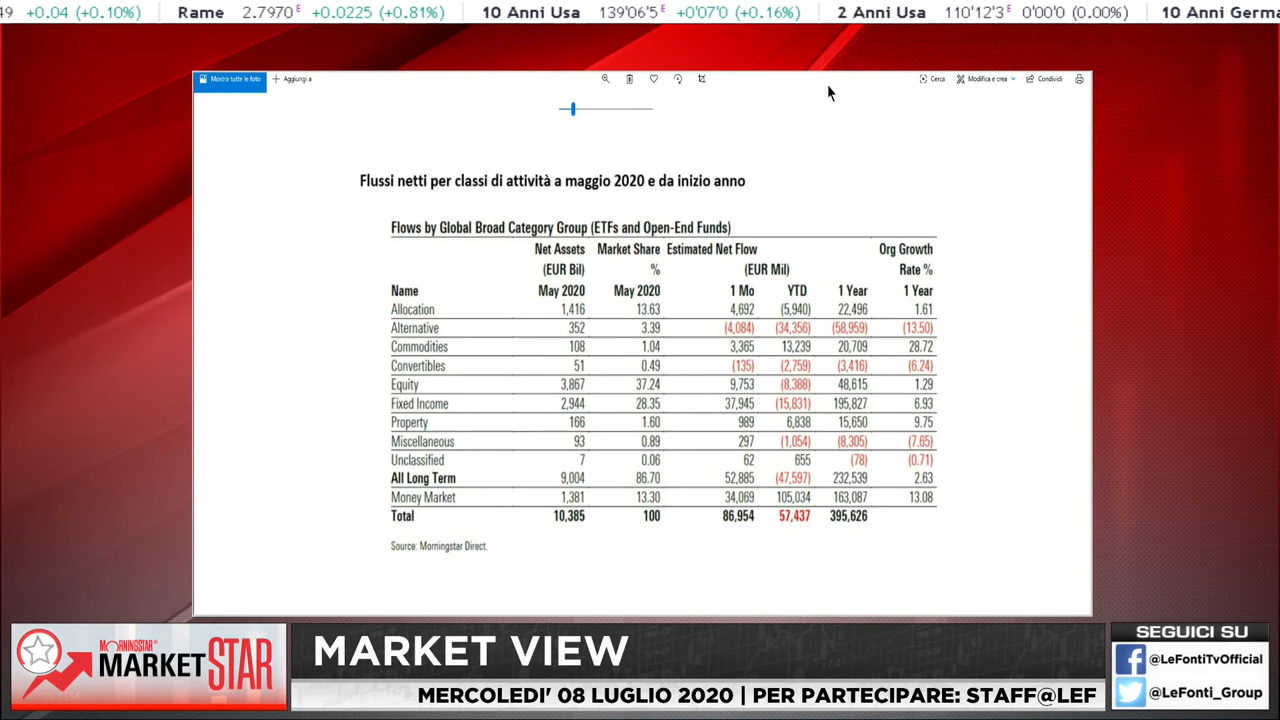 49 +0.04 (+0.10%) Rame 2.7970 E +0.0225 (+0.81%) 10 Anni Usa 139'06'5 E +0'07'0 (+0.16%) 2 Anni Usa 110'12'3 E 0'00'0 (0.00%) 10 Anni Germa
Mostra tutte le foto Aggiungi a Cerca Modifica e crea Condividi
Flussi netti per classi di attività a maggio 2020 e da inizio anno
Flows by Global Broad Category Group (ETFs and Open-End Funds)
Net Assets Market Share Estimated Net Flow Org Growth
(EUR Bil) % (EUR Mil) Rate %
Name May 2020 May 2020 1 Mo YTD 1 Year 1 Year
Allocation 1,416 13.63 4,692 (5,940) 22,496 1.61
Alternative 352 3.39 (4,084) (34,356) (58,959) (13.50)
Commodities 108 1.04 3,365 13,239 20,709 28.72
Convertibles 51 0.49 (135) (2,759) (3,416) (6.24)
Equity 3,867 37.24 9,753 (8,388) 48,615 1.29
Fixed Income 2,944 28.35 37,945 (15,831) 195,827 6.93
Property 166 1.60 989 6,838 15,650 9.75
Miscellaneous 93 0.89 297 (1,054) (8,305) (7.65)
Unclassified 7 0.06 62 655 (78) (0.71)
All Long Term 9,004 86.70 52,885 (47,597) 232,539 2.63
Money Market 1,381 13.30 34,069 105,034 163,087 13.08
Total 10,385 100 86,954 57,437 395,626
Source: Morningstar Direct.
MORNINGSTAR
MARKETSTAR
MARKET VIEW
MERCOLEDI' 08 LUGLIO 2020 | PER PARTECIPARE: STAFF@LEF
SEGUICI SU
@LeFontiTvOfficial
@LeFonti_Group